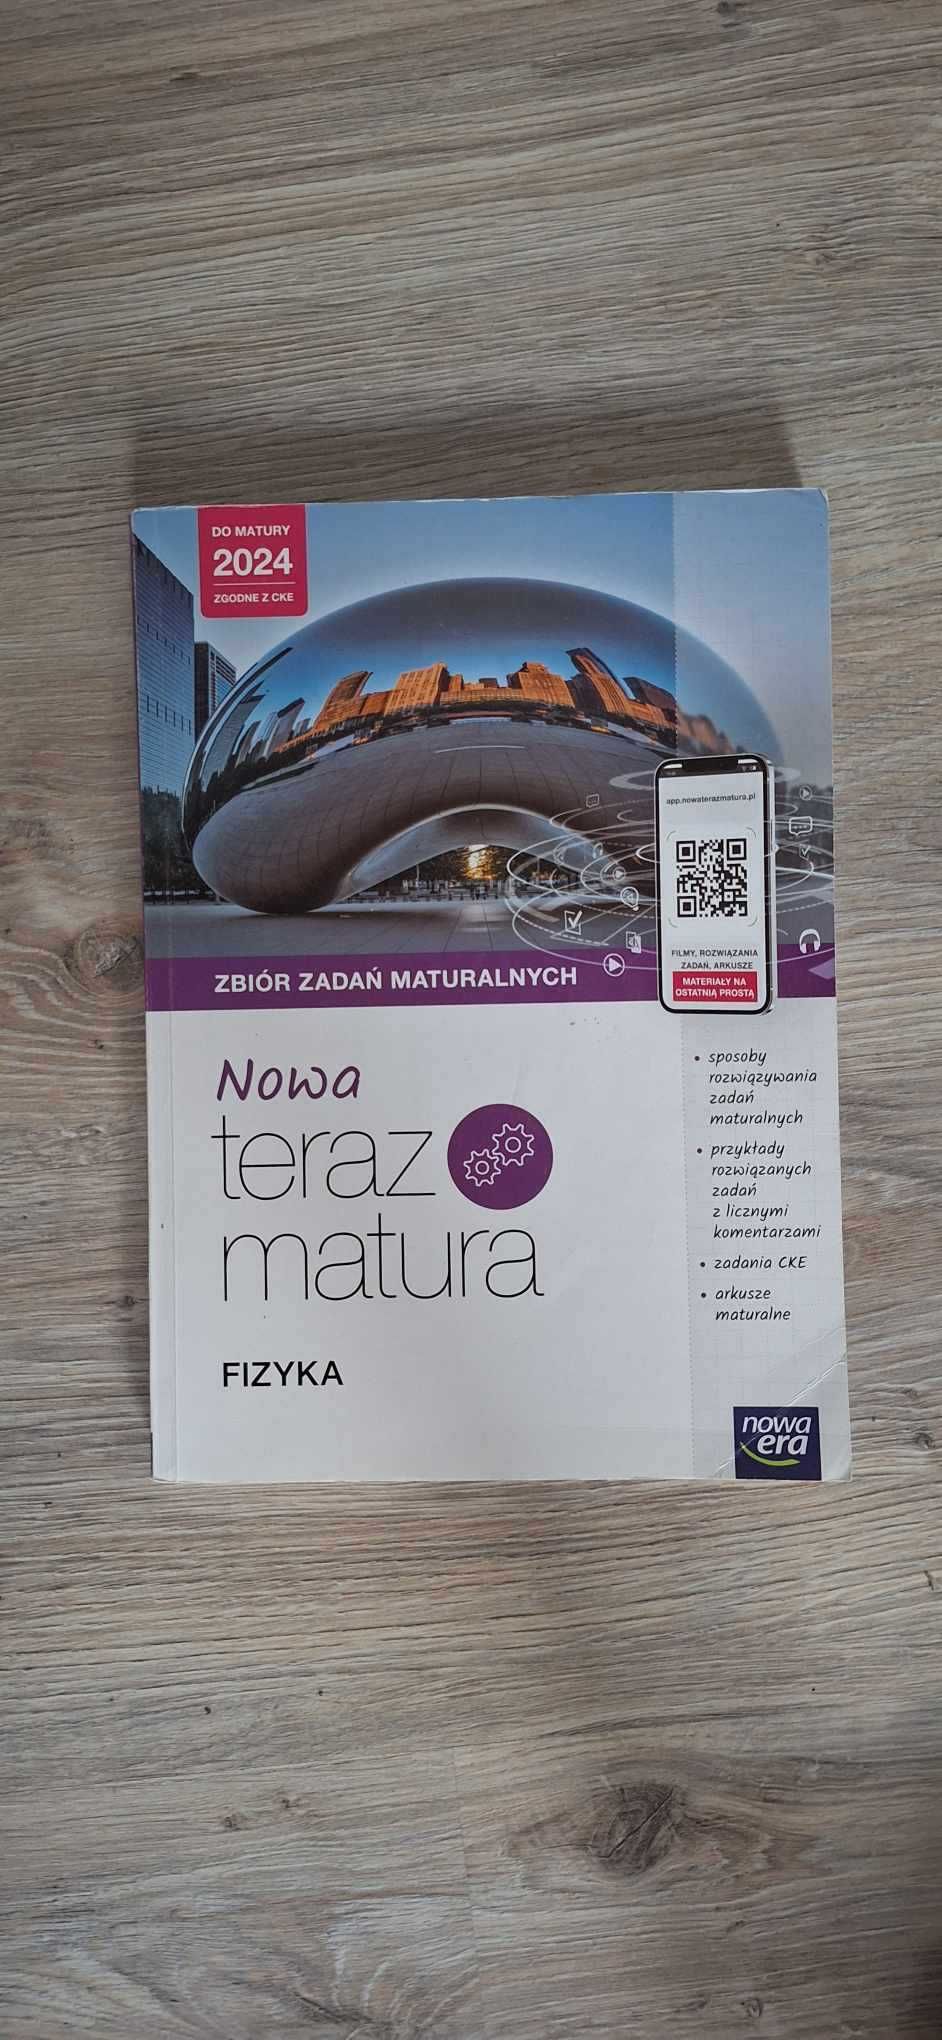 DO MATURY
2024
ZGODNE Z CKE
app.nowaterazmatura.pl
FILMY, ROZWIĄZANIA
ZADAŃ, ARKUSZE
MATERIAŁY NA
OSTATNIĄ PROSTĄ
ZBIÓR ZADAŃ MATURALNYCH
Nowa
teraz
matura
FIZYKA
• sposoby
rozwiązywania
zadań
maturalnych
• przykłady
rozwiązanych
zadań
z licznymi
komentarzami
• zadania CKE
• arkusze
maturalne
nowa
era